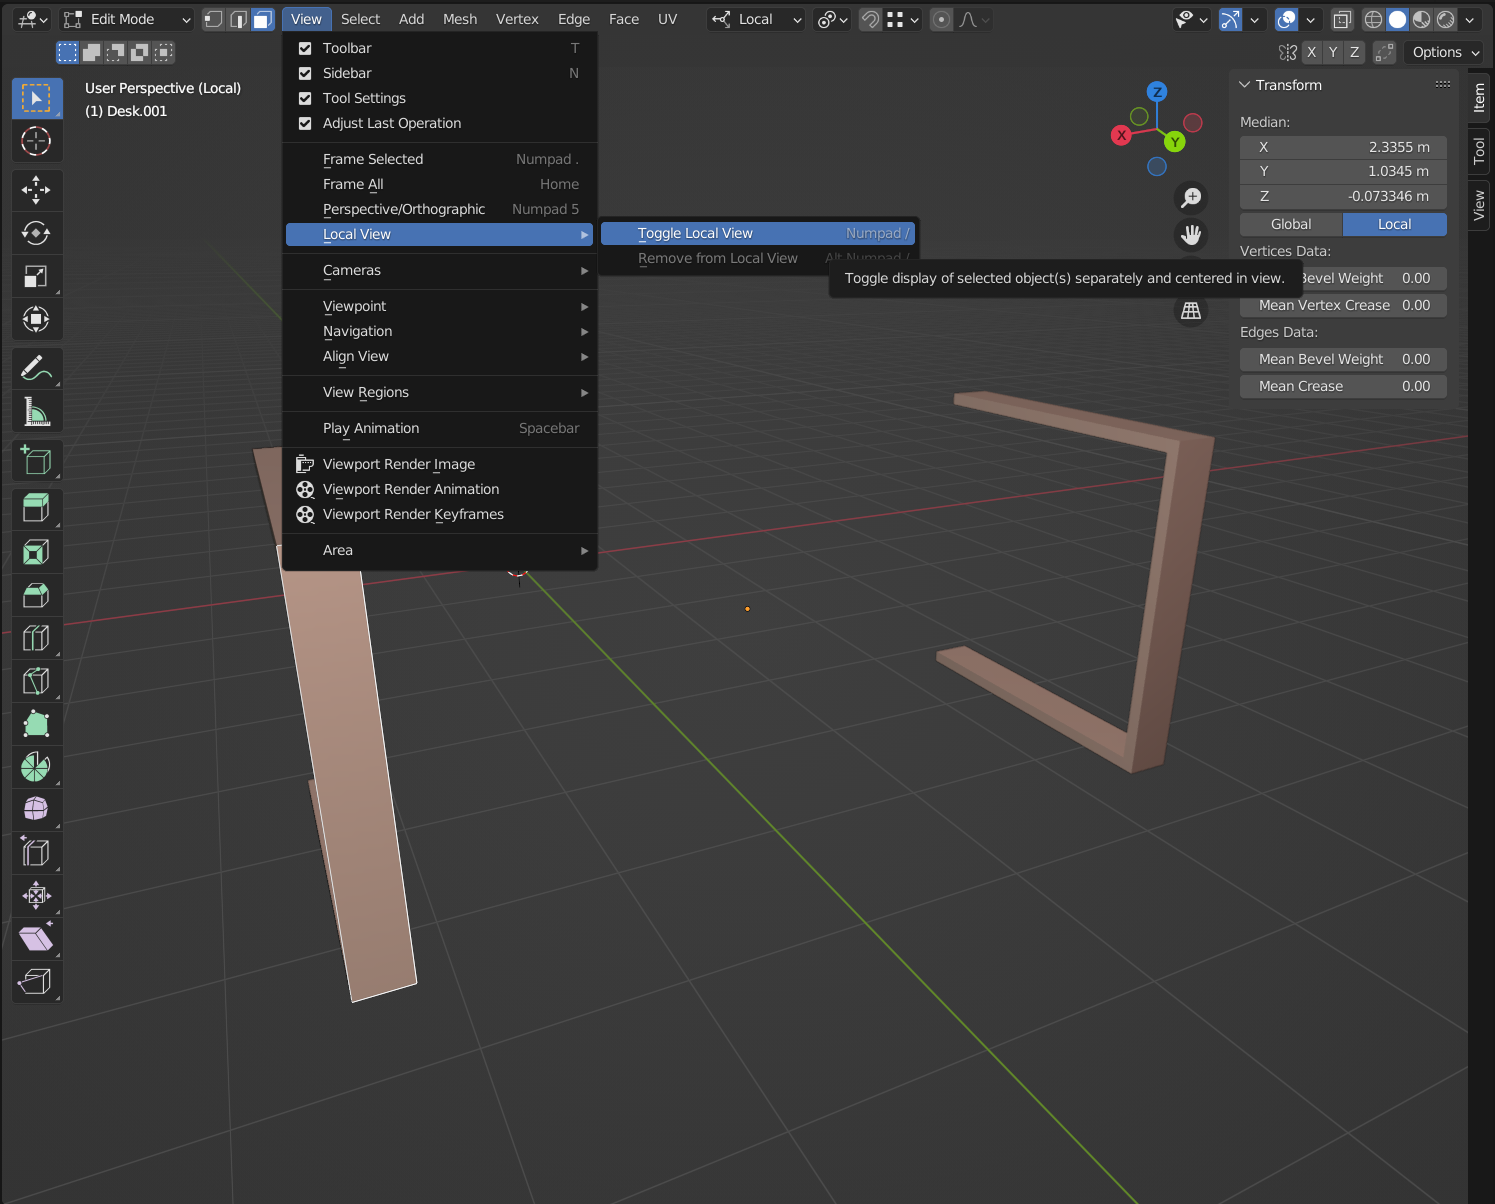 Edit Mode View Select Add Mesh Vertex Edge Face UV Local
X Y Z Options
User Perspective (Local)
(1) Desk.001
Toolbar T
Sidebar N
Tool Settings
Adjust Last Operation
Frame Selected Numpad .
Frame All Home
Perspective/Orthographic Numpad 5
Local View
Cameras
Viewpoint
Navigation
Align View
View Regions
Play Animation Spacebar
Viewport Render Image
Viewport Render Animation
Viewport Render Keyframes
Area
Toggle Local View Numpad /
Remove from Local View Alt Numpad /
Toggle display of selected object(s) separately and centered in view.
Z
X
Y
Transform
Median:
X 2.3355 m
Y 1.0345 m
Z -0.073346 m
Global Local
Vertices Data:
Bevel Weight 0.00
Mean Vertex Crease 0.00
Edges Data:
Mean Bevel Weight 0.00
Mean Crease 0.00
Item
Tool
View